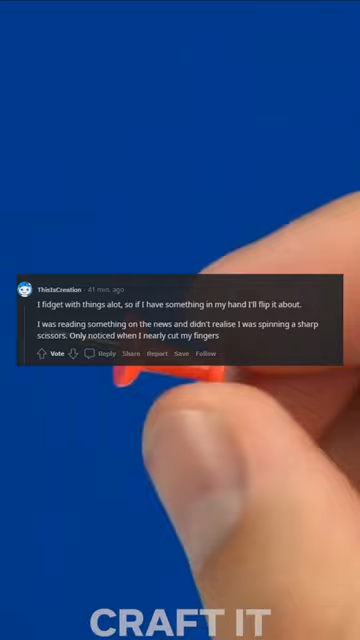 ThisIsCreation · 41 min. ago
I fidget with things alot, so if I have something in my hand I'll flip it about.
I was reading something on the news and didn't realise I was spinning a sharp
scissors. Only noticed when I nearly cut my fingers
Vote Reply Share Report Save Follow
CRAFT IT